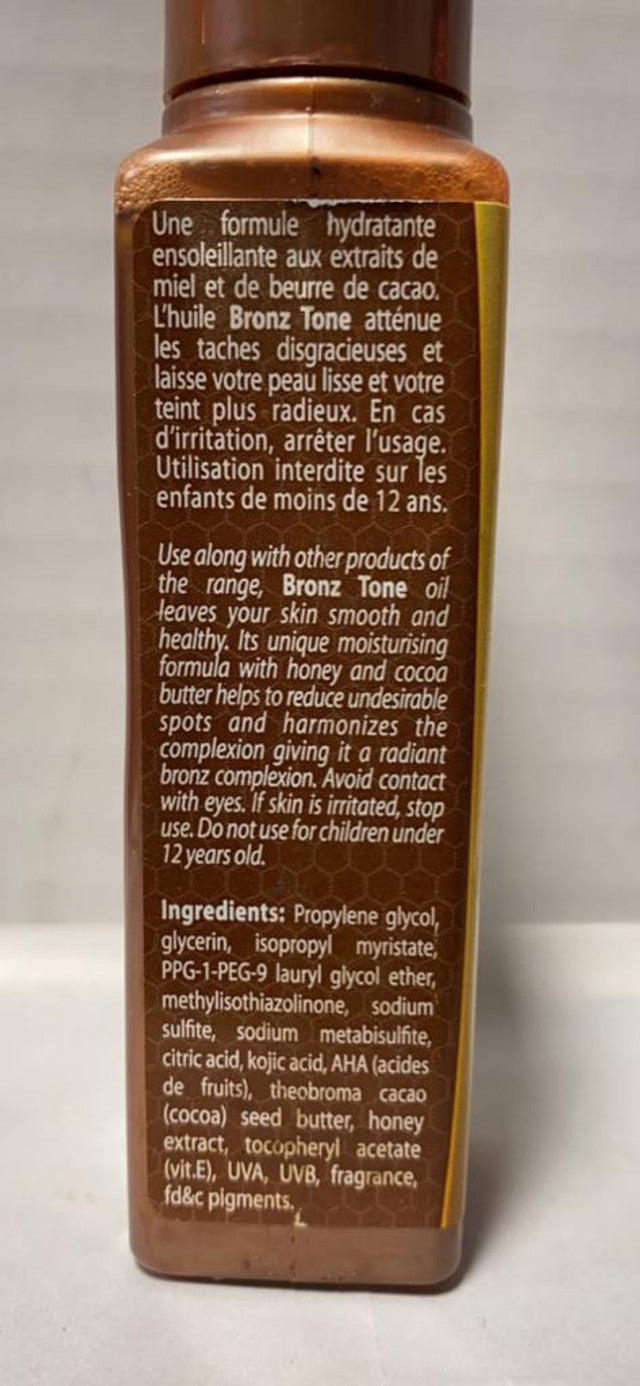 Une formule hydratante
ensoleillante aux extraits de
miel et de beurre de cacao.
L'huile Bronz Tone atténue
les taches disgracieuses et
laisse votre peau lisse et votre
teint plus radieux. En cas
d'irritation, arrêter l'usage.
Utilisation interdite sur les
enfants de moins de 12 ans.
Use along with other products of
the range, Bronz Tone oil
leaves your skin smooth and
healthy. Its unique moisturising
formula with honey and cocoa
butter helps to reduce undesirable
spots and harmonizes the
complexion giving it a radiant
bronz complexion. Avoid contact
with eyes. If skin is irritated, stop
use. Do not use for children under
12 years old.
Ingredients: Propylene glycol,
glycerin, isopropyl myristate,
PPG-1-PEG-9 lauryl glycol ether,
methylisothiazolinone, sodium
sulfite, sodium metabisulfite,
citric acid, kojic acid, AHA (acides
de fruits), theobroma cacao
(cocoa) seed butter, honey
extract, tocopheryl acetate
(vit.E), UVA, UVB, fragrance,
fd&c pigments.